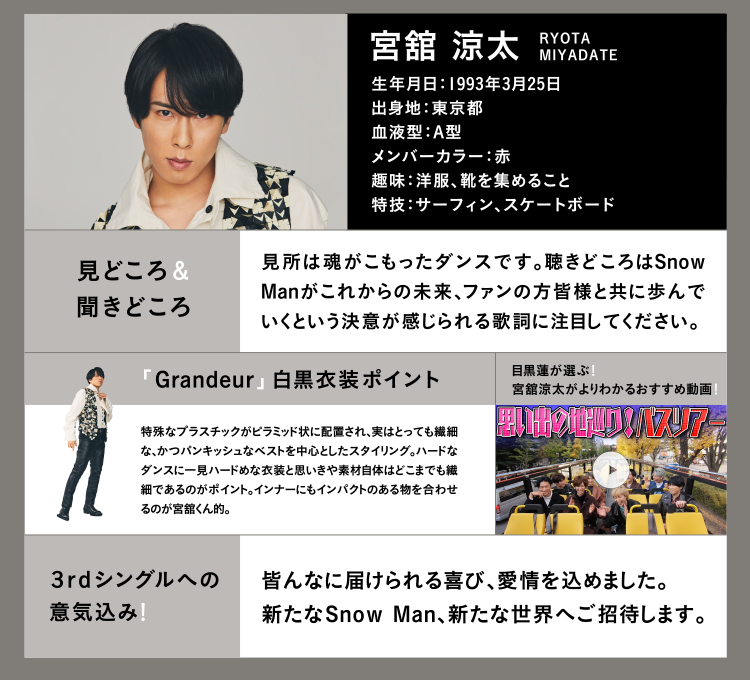 宮舘 涼太 RYOTA
MIYADATE
生年月日：1993年3月25日
出身地：東京都
血液型：A型
メンバーカラー：赤
趣味：洋服、靴を集めること
特技：サーフィン、スケートボード
見どころ&
聞きどころ
見所は魂がこもったダンスです。聴きどころはSnow
Manがこれからの未来、ファンの方皆様と共に歩んで
いくという決意が感じられる歌詞に注目してください。
『Grandeur』白黒衣装ポイント
特殊なプラスチックがピラミッド状に配置され、実はとっても繊細
な、かつパンキッシュなベストを中心としたスタイリング。ハードな
ダンスに一見ハードめな衣装と思いきや素材自体はどこまでも繊
細であるのがポイント。インナーにもインパクトのある物を合わせ
るのが宮舘くん的。
目黒蓮が選ぶ!
宮舘涼太がよりわかるおすすめ動画!
思い出の地巡り!バスツアー
3rdシングルへの
意気込み!
皆んなに届けられる喜び、愛情を込めました。
新たなSnow Man、新たな世界へご招待します。